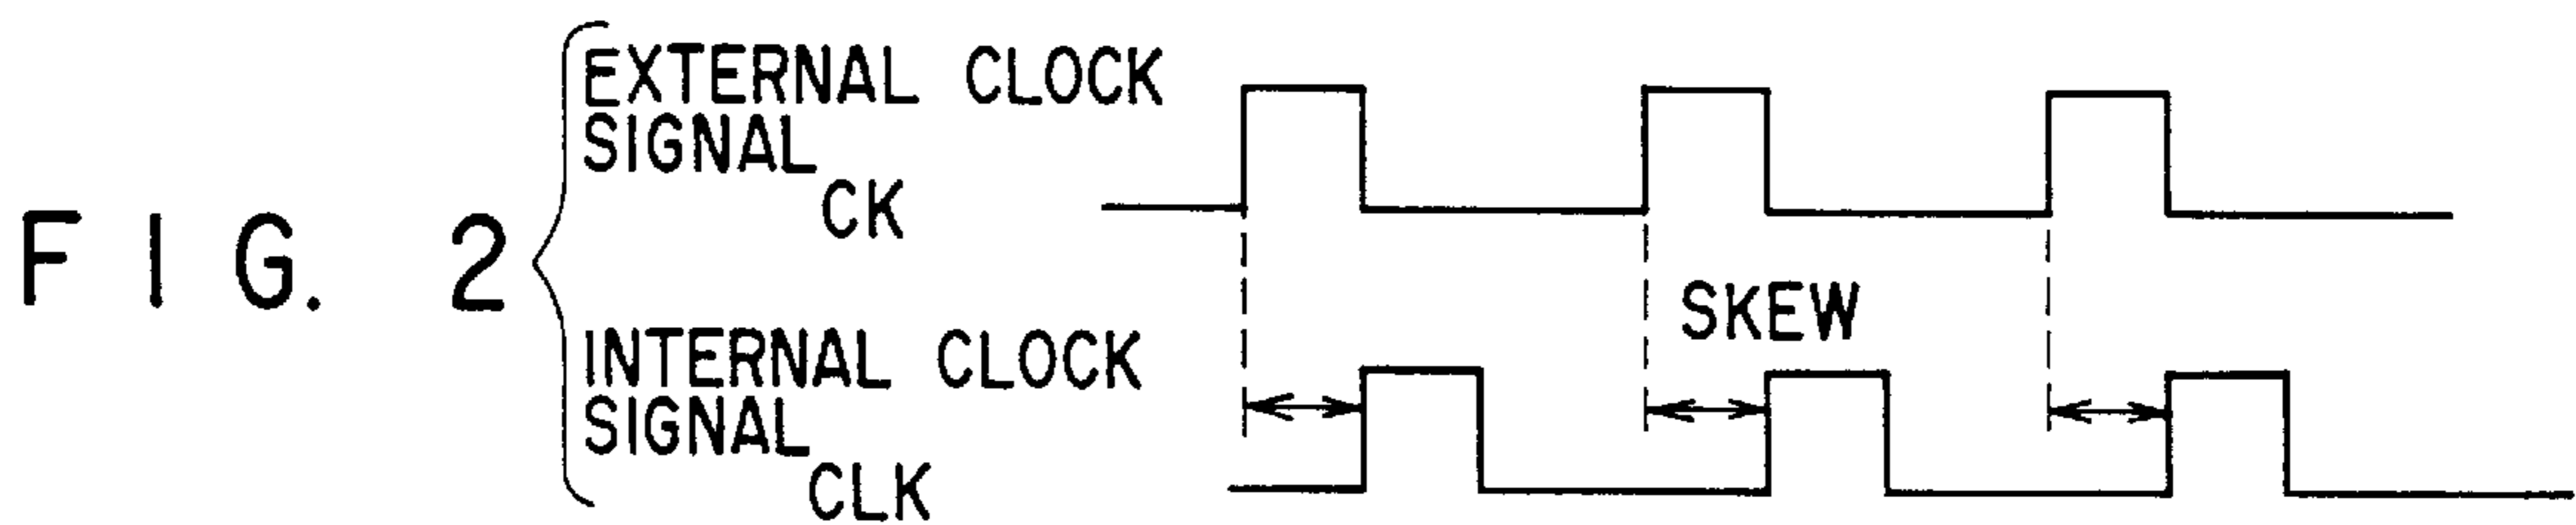 FIG. 2
EXTERNAL CLOCK
SIGNAL
CK
SKEW
INTERNAL CLOCK
SIGNAL
CLK